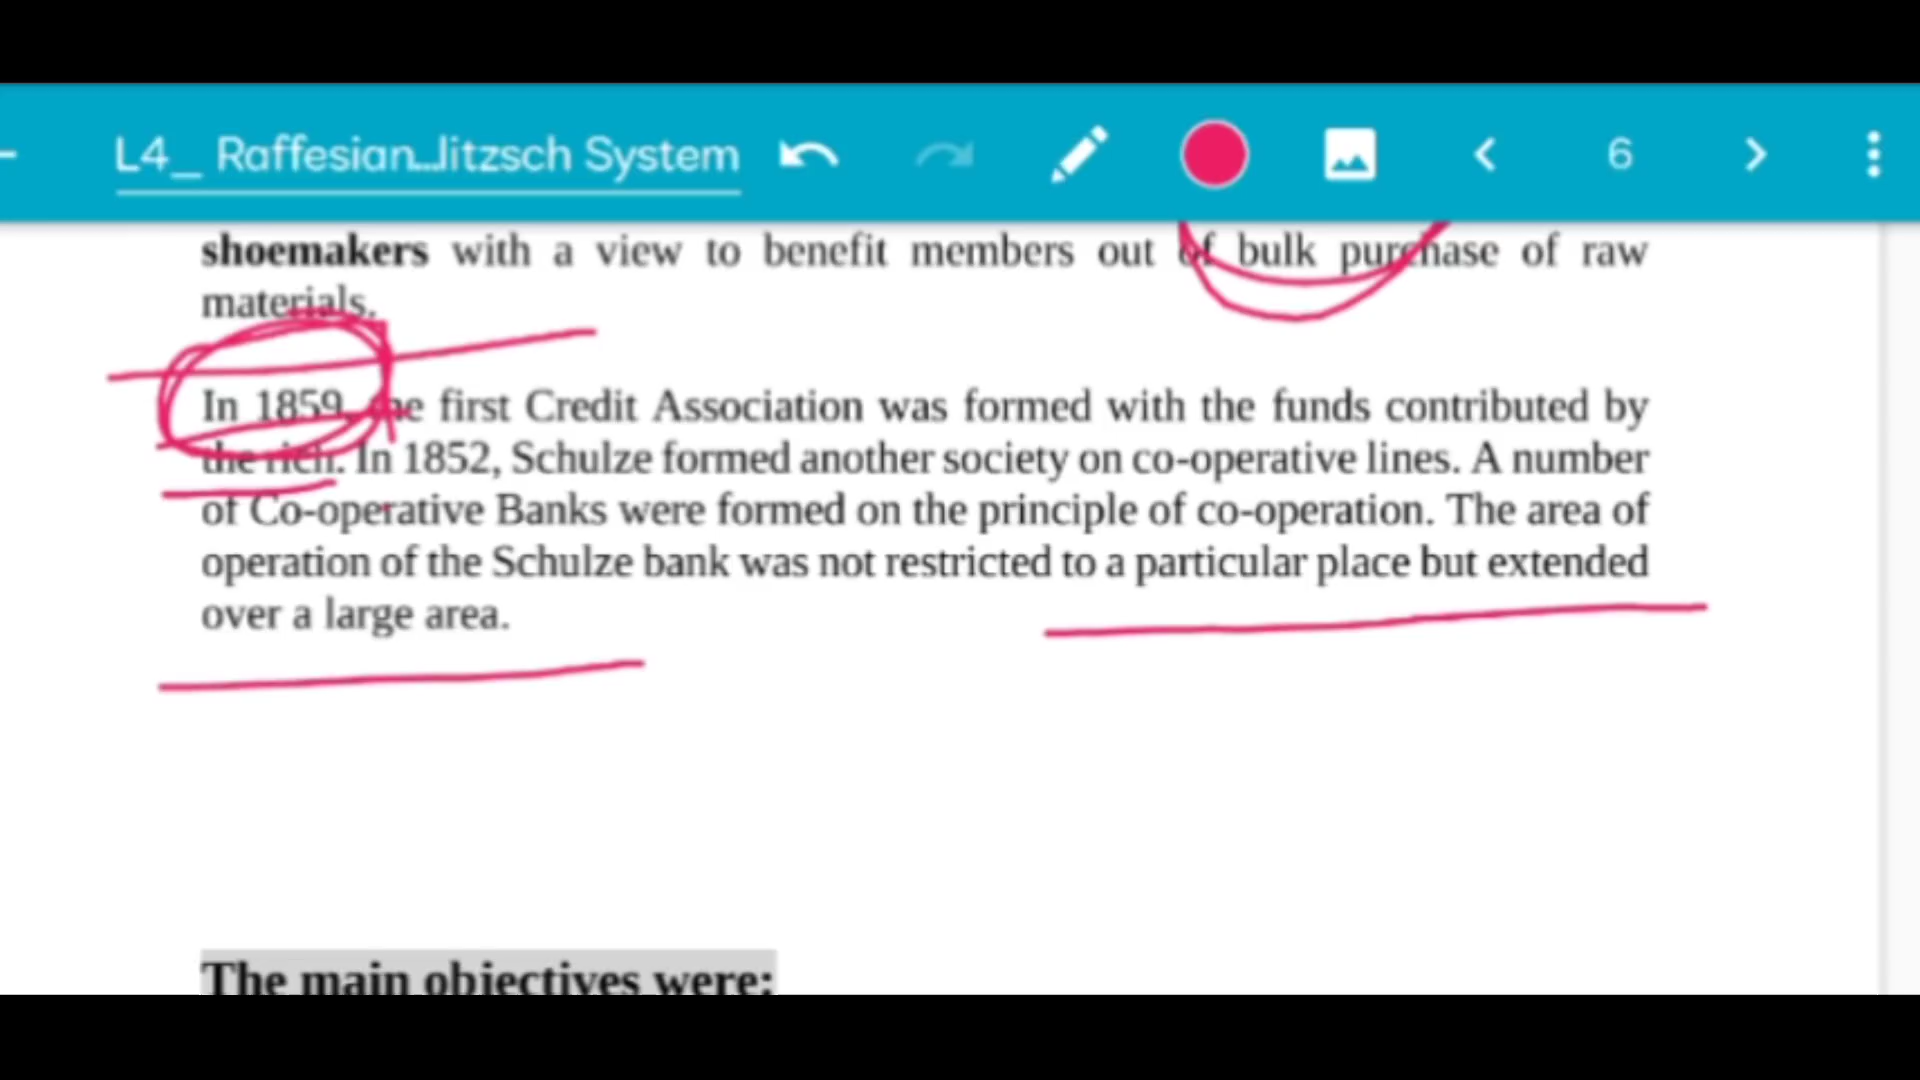 L4_ Raffesian...litzsch System 6
shoemakers with a view to benefit members out of bulk purchase of raw
materials.
In 1859, the first Credit Association was formed with the funds contributed by
the rich. In 1852, Schulze formed another society on co-operative lines. A number
of Co-operative Banks were formed on the principle of co-operation. The area of
operation of the Schulze bank was not restricted to a particular place but extended
over a large area.
The main objectives were: